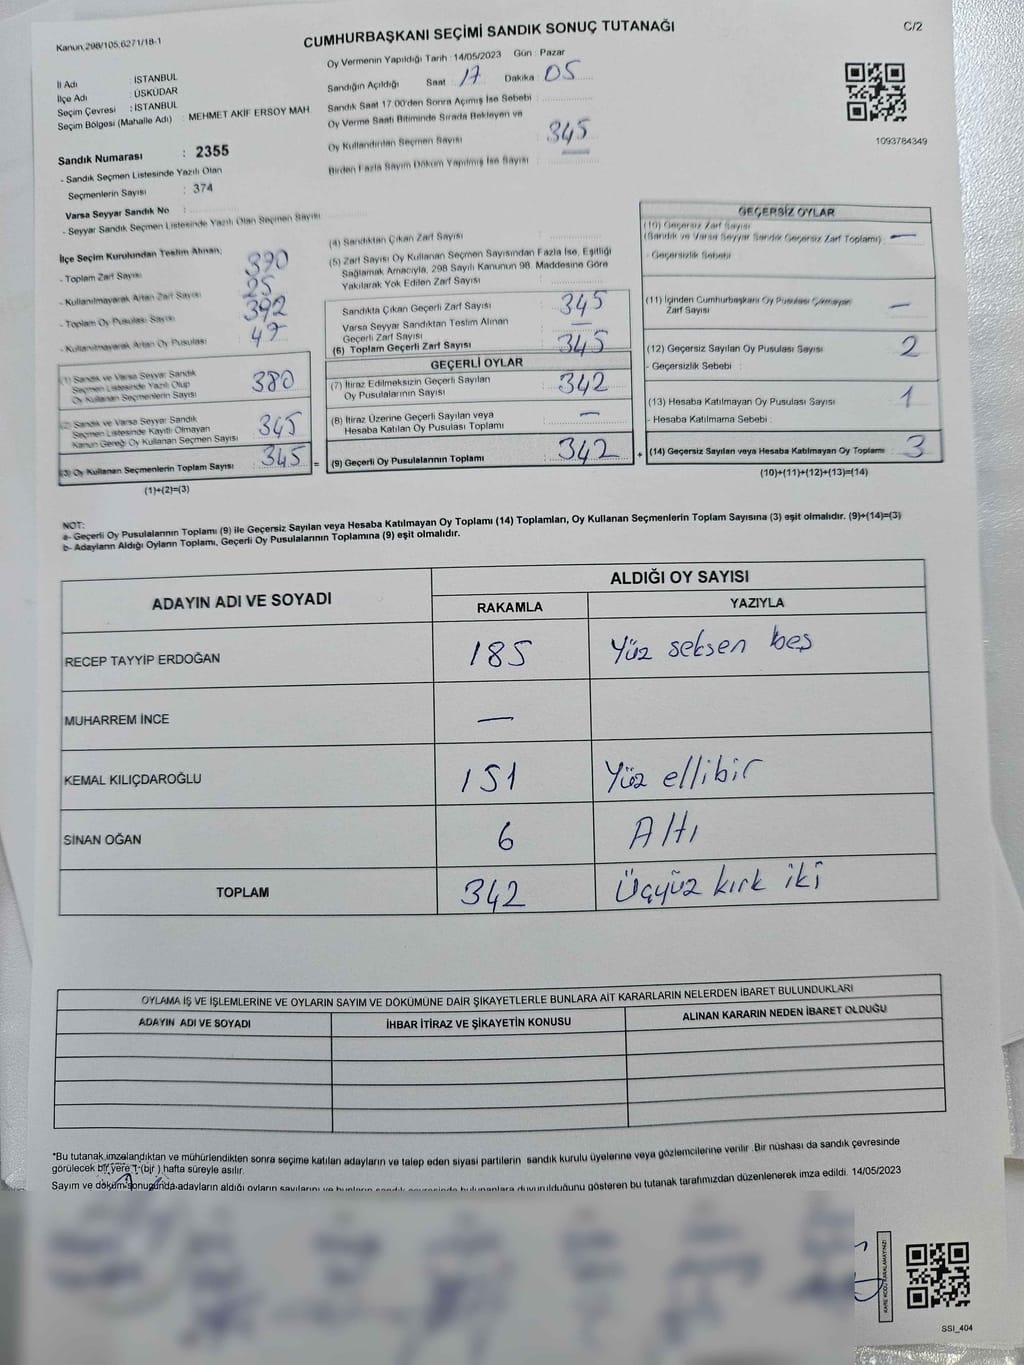 Kanun,298/105,6271/18-1
CUMHURBAŞKANI SEÇİMİ SANDIK SONUÇ TUTANAĞI
C/2
Oy Vermenin Yapıldığı Tarih : 14/05/2023 Gün : Pazar
İl Adı : İSTANBUL
İlçe Adı : ÜSKÜDAR
Seçim Çevresi : İSTANBUL
Seçim Bölgesi (Mahalle Adı) : MEHMET AKİF ERSOY MAH.
Sandığın Açıldığı Saat : 17 Dakika : 05
Sandık Saat 17.00'den Sonra Açımış İse Sebebi :
Oy Verme Saati Bitiminde Sırada Bekleyen ve
Oy Kullandırılan Seçmen Sayısı : 345
Birden Fazla Sayım Döküm Yapılmış İse Sayısı :
1093784349
Sandık Numarası : 2355
- Sandık Seçmen Listesinde Yazılı Olan
Seçmenlerin Sayısı : 374
Varsa Seyyar Sandık No :
- Seyyar Sandık Seçmen Listesinde Yazılı Olan Seçmen Sayısı :
İlçe Seçim Kurulundan Teslim Alınan;
- Toplam Zarf Sayısı 390
- Kullanılmayarak Artan Zarf Sayısı 25
- Toplam Oy Pusulası Sayısı 392
- Kullanılmayarak Artan Oy Pusulası 47
(1) Sandık ve Varsa Seyyar Sandık
Seçmen Listesinde Yazılı Olup
Oy Kullanan Seçmenlerin Sayısı 380
(2) Sandık ve Varsa Seyyar Sandık
Seçmen Listesinde Kayıtlı Olmayan
Kanun Gereği Oy Kullanan Seçmen Sayısı 345
(3) Oy Kullanan Seçmenlerin Toplam Sayısı 345 =
(1)+(2)=(3)
(4) Sandıktan Çıkan Zarf Sayısı
(5) Zarf Sayısı Oy Kullanan Seçmen Sayısından Fazla İse, Eşitliği
Sağlamak Amacıyla, 298 Sayılı Kanunun 98. Maddesine Göre
Yakılarak Yok Edilen Zarf Sayısı
Sandıkta Çıkan Geçerli Zarf Sayısı : 345
Varsa Seyyar Sandıktan Teslim Alınan
Geçerli Zarf Sayısı : —
(6) Toplam Geçerli Zarf Sayısı : 345
GEÇERLİ OYLAR
(7) İtiraz Edilmeksizin Geçerli Sayılan
Oy Pusulalarının Sayısı : 342
(8) İtiraz Üzerine Geçerli Sayılan veya
Hesaba Katılan Oy Pusulası Toplamı : —
(9) Geçerli Oy Pusulalarının Toplamı : 342 +
GEÇERSİZ OYLAR
(10) Geçersiz Zarf Sayısı
(Sandık ve Varsa Seyyar Sandık Geçersiz Zarf Toplamı) : —
- Geçersizlik Sebebi
(11) İçinden Cumhurbaşkanı Oy Pusulası Çıkmayan
Zarf Sayısı —
(12) Geçersiz Sayılan Oy Pusulası Sayısı : 2
- Geçersizlik Sebebi :
(13) Hesaba Katılmayan Oy Pusulası Sayısı : 1
- Hesaba Katılmama Sebebi :
(14) Geçersiz Sayılan veya Hesaba Katılmayan Oy Toplamı : 3
(10)+(11)+(12)+(13)=(14)
NOT:
a- Geçerli Oy Pusulalarının Toplamı (9) ile Geçersiz Sayılan veya Hesaba Katılmayan Oy Toplamı (14) Toplamları, Oy Kullanan Seçmenlerin Toplam Sayısına (3) eşit olmalıdır. (9)+(14)=(3)
b- Adayların Aldığı Oyların Toplamı, Geçerli Oy Pusulalarının Toplamına (9) eşit olmalıdır.
ADAYIN ADI VE SOYADI
ALDIĞI OY SAYISI
RAKAMLA YAZIYLA
RECEP TAYYİP ERDOĞAN 185 Yüz seksen beş
MUHARREM İNCE —
KEMAL KILIÇDAROĞLU 151 Yüz ellibir
SİNAN OĞAN 6 Altı
TOPLAM 342 Üçyüz kırk iki
OYLAMA İŞ VE İŞLEMLERİNE VE OYLARIN SAYIM VE DÖKÜMÜNE DAİR ŞİKAYETLERLE BUNLARA AİT KARARLARIN NELERDEN İBARET BULUNDUKLARI
ADAYIN ADI VE SOYADI İHBAR İTİRAZ VE ŞİKAYETİN KONUSU ALINAN KARARIN NEDEN İBARET OLDUĞU
*Bu tutanak,imzalandıktan ve mühürlendikten sonra seçime katılan adayların ve talep eden siyasi partilerin sandık kurulu üyelerine veya gözlemcilerine verilir. Bir nüshası da sandık çevresinde
görülecek bir yere 1 (bir ) hafta süreyle asılır.
Sayım ve döküm sonucunda adayların aldığı oyların sayılarını ve bunların sandık çevresinde bulunanlara duyurulduğunu gösteren bu tutanak tarafımızdan düzenlenerek imza edildi. 14/05/2023
SSI_404